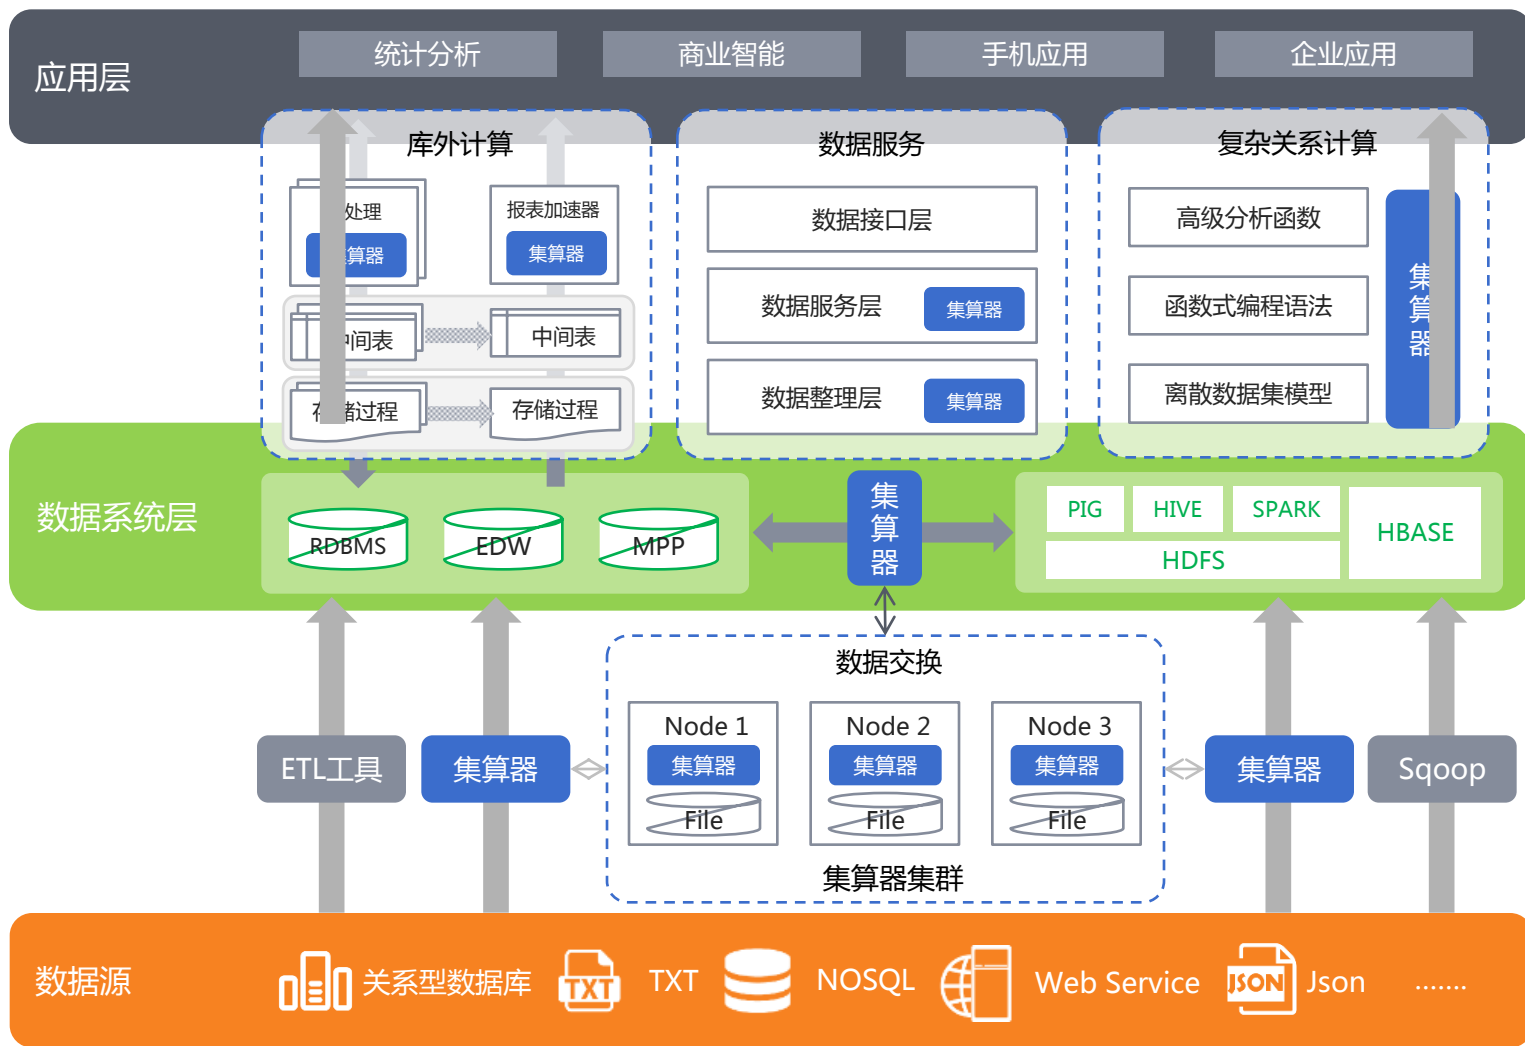 应用层
统计分析
商业智能
手机应用
企业应用
库外计算
处理
集算器
报表加速器
集算器
中间表
中间表
存储过程
存储过程
数据服务
数据接口层
数据服务层
集算器
数据整理层
集算器
复杂关系计算
高级分析函数
函数式编程语法
离散数据集模型
集算器
数据系统层
RDBMS
EDW
MPP
集算器
PIG
HIVE
SPARK
HDFS
HBASE
数据交换
Node 1
集算器
File
Node 2
集算器
File
Node 3
集算器
File
集算器集群
ETL工具
集算器
集算器
Sqoop
数据源
关系型数据库
TXT
TXT
NOSQL
Web Service
JSON
Json
.......